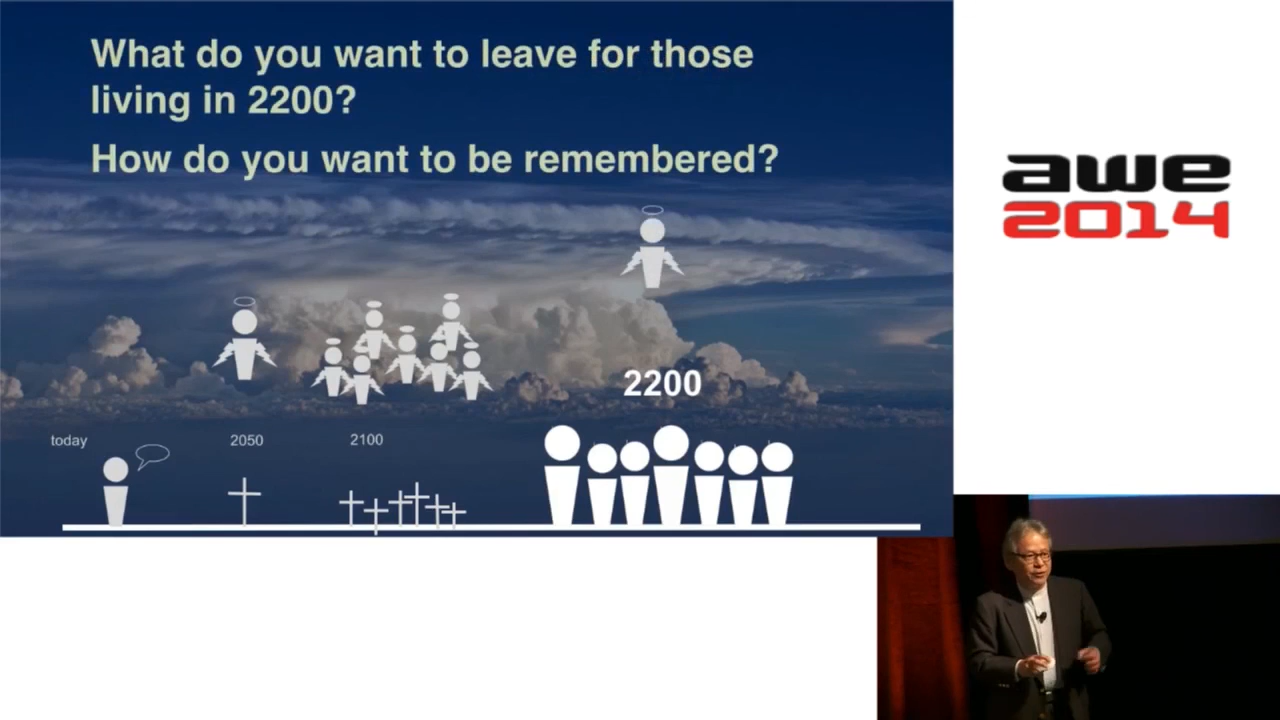 What do you want to leave for those
living in 2200?
How do you want to be remembered?
2200
today
2050
2100
awe
2014